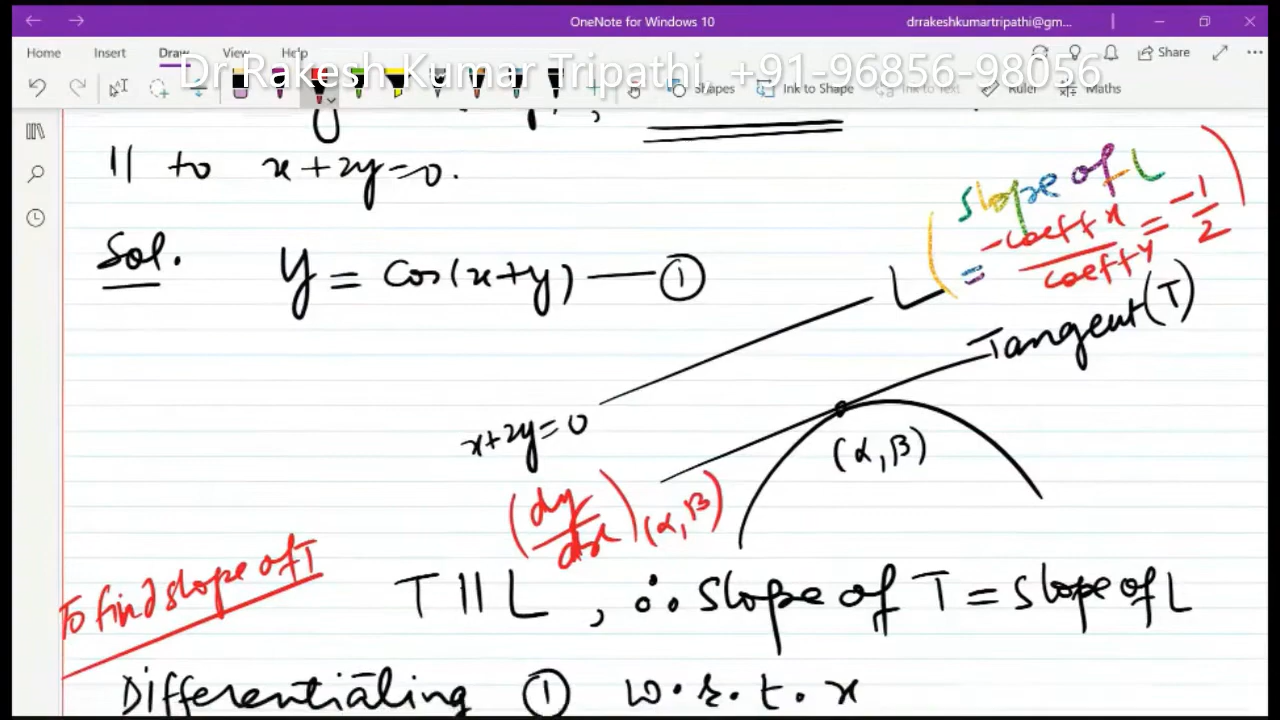 OneNote for Windows 10
drrakeshkumartripathi@gm...
Home Insert Draw View Help
Share
Dr Rakesh Kumar Tripathi +91-96856-98056
Shapes Ink to Shape Ink to Text Ruler Maths
|| to x+2y=0.
Sol. y = cos(x+y) — ①
(slope of L
= -coeff x / coeff y = -1/2)
L
Tangent(T)
x+2y=0
(α, β)
(dy/dx)(α, β)
To find slope of T
T || L, ∴ slope of T = slope of L
Differentiating ① w.r.t. x